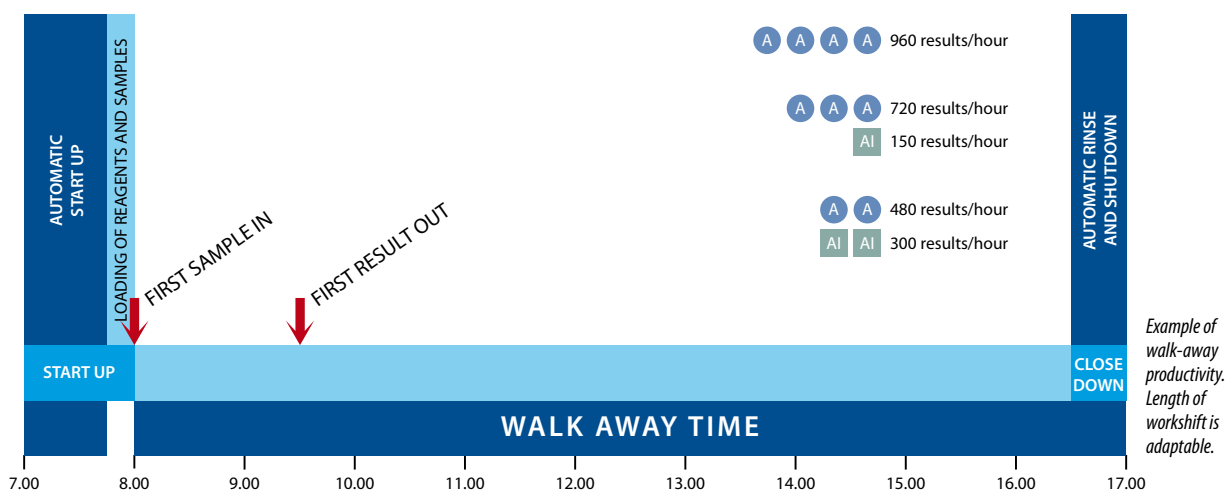 AUTOMATIC
START UP
LOADING OF REAGENTS AND SAMPLES
FIRST SAMPLE IN
FIRST RESULT OUT
A A A A 960 results/hour
A A A 720 results/hour
AI 150 results/hour
A A 480 results/hour
AI AI 300 results/hour
AUTOMATIC RINSE
AND SHUTDOWN
START UP
CLOSE
DOWN
WALK AWAY TIME
7.00 8.00 9.00 10.00 11.00 12.00 13.00 14.00 15.00 16.00 17.00
Example of
walk-away
productivity.
Length of
workshift is
adaptable.